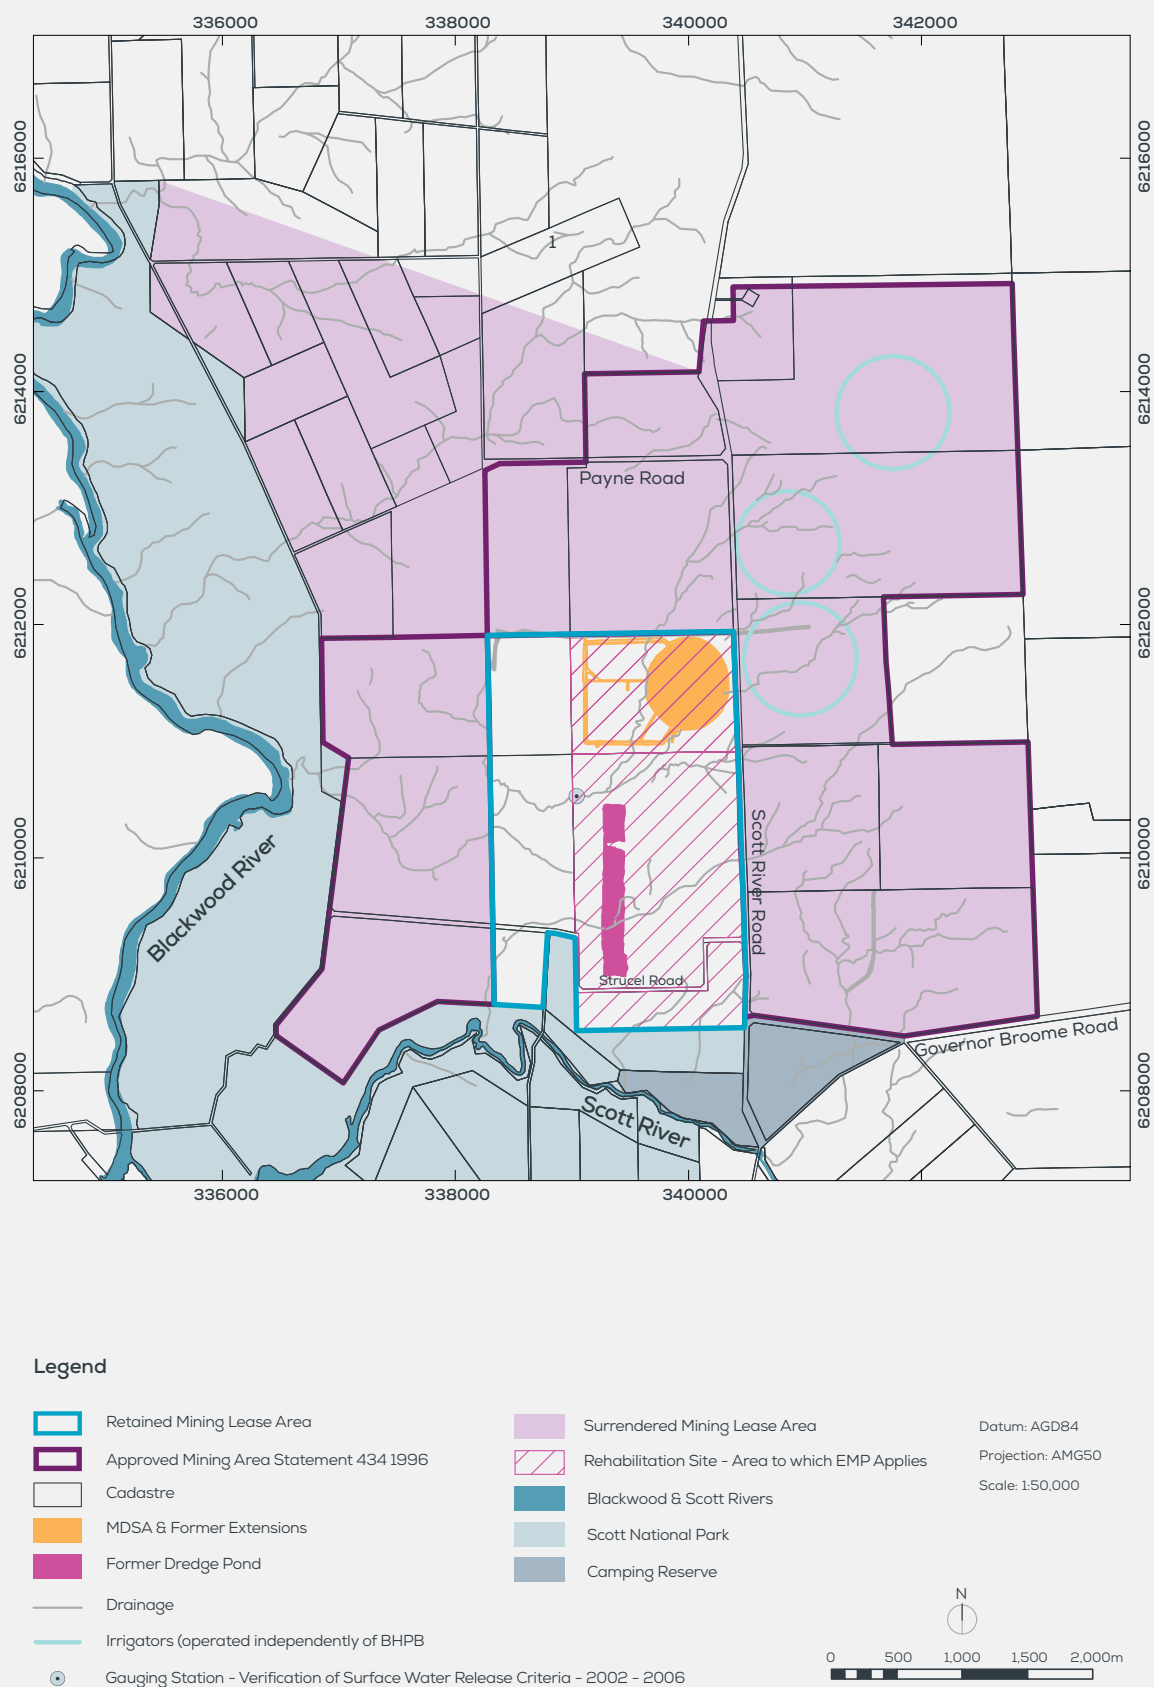 336000 338000 340000 342000
6216000 6216000
1
6214000 6214000
Payne Road
6212000 6212000
Scott River Road
6210000 6210000
Blackwood River
Strucel Road
Governor Broome Road
6208000 6208000
Scott River
336000 338000 340000
Legend
Retained Mining Lease Area
Approved Mining Area Statement 434 1996
Cadastre
MDSA & Former Extensions
Former Dredge Pond
Drainage
Irrigators (operated independently of BHPB
Gauging Station - Verification of Surface Water Release Criteria - 2002 - 2006
Surrendered Mining Lease Area
Rehabilitation Site - Area to which EMP Applies
Blackwood & Scott Rivers
Scott National Park
Camping Reserve
Datum: AGD84
Projection: AMG50
Scale: 1:50,000
N
0 500 1,000 1,500 2,000m